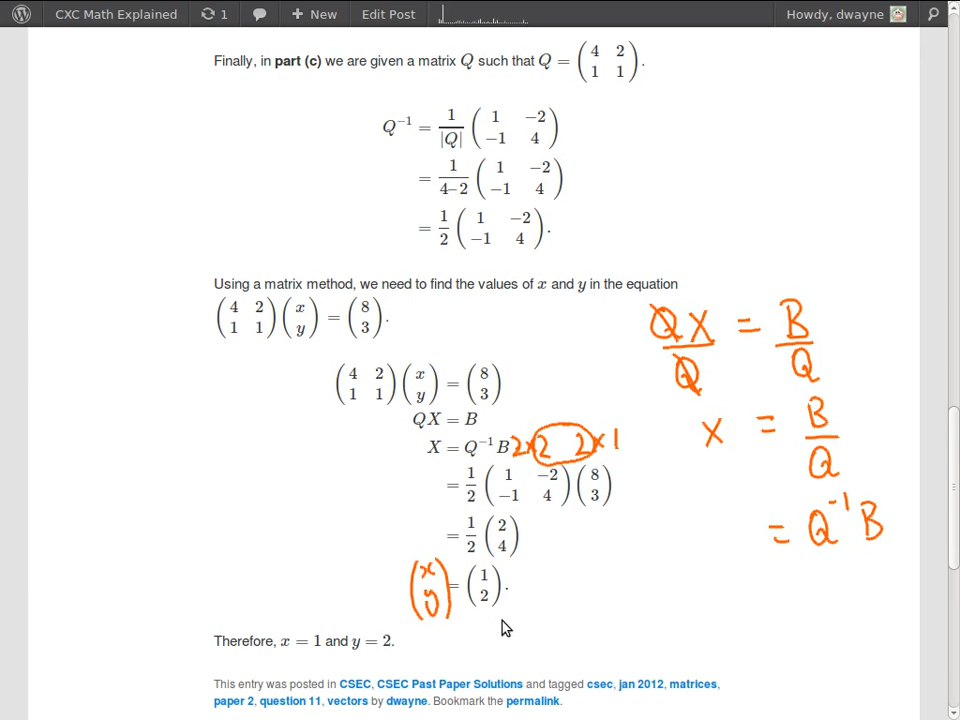 CXC Math Explained 1 + New Edit Post Howdy, dwayne
Finally, in part (c) we are given a matrix Q such that Q = ( 4 2
1 1 ).
Q⁻¹ = 1/|Q| ( 1 −2
−1 4 )
= 1/4−2 ( 1 −2
−1 4 )
= 1/2 ( 1 −2
−1 4 ).
Using a matrix method, we need to find the values of x and y in the equation
( 4 2
1 1 ) ( x
y ) = ( 8
3 ).
( 4 2
1 1 ) ( x
y ) = ( 8
3 )
QX = B
X = Q⁻¹ B 2×2 2×1
= 1/2 ( 1 −2
−1 4 ) ( 8
3 )
= 1/2 ( 2
4 )
( x
y ) = ( 1
2 ).
QX/Q = B/Q
X = B/Q
= Q⁻¹ B
Therefore, x = 1 and y = 2.
This entry was posted in CSEC, CSEC Past Paper Solutions and tagged csec, jan 2012, matrices,
paper 2, question 11, vectors by dwayne. Bookmark the permalink.